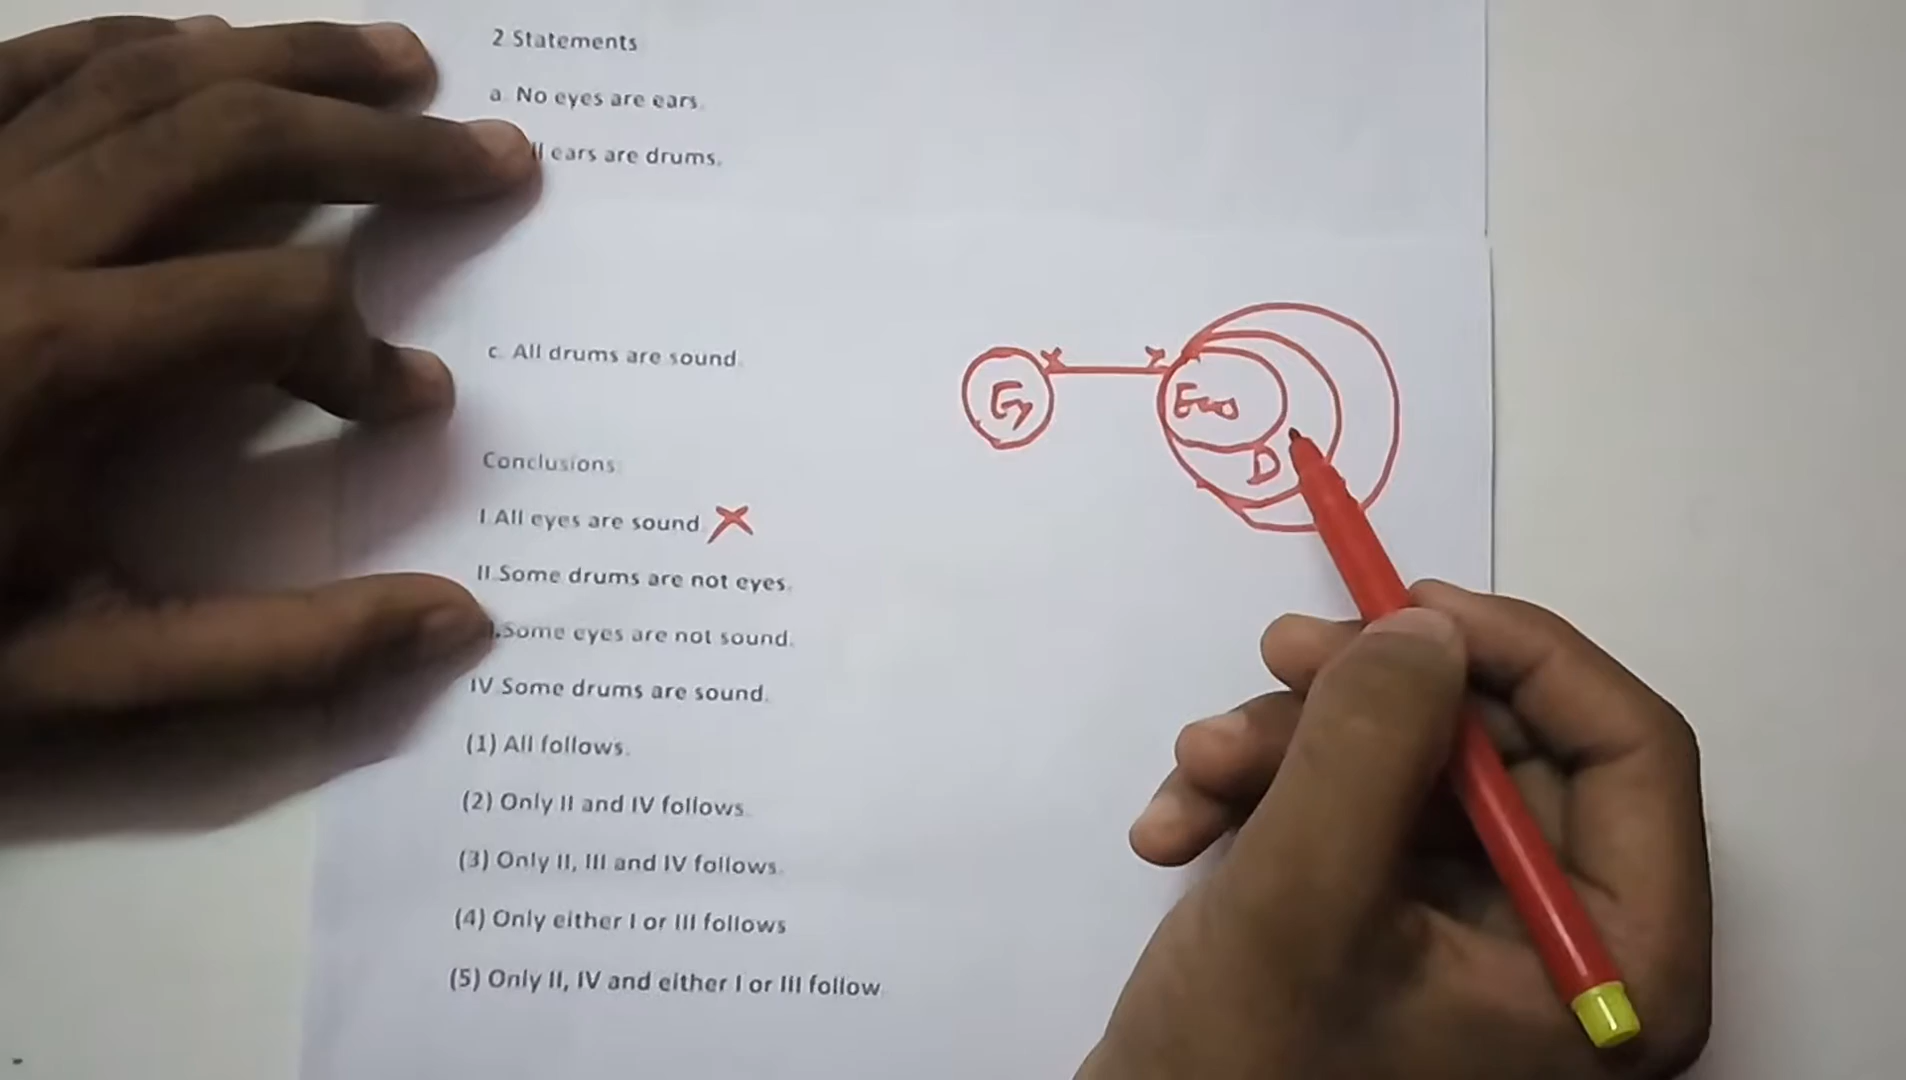 2 Statements
a. No eyes are ears.
ll ears are drums.
c. All drums are sound.
Ey
Ears
D
Conclusions:
I.All eyes are sound.
II.Some drums are not eyes.
.Some eyes are not sound.
IV.Some drums are sound.
(1) All follows.
(2) Only II and IV follows.
(3) Only II, III and IV follows.
(4) Only either I or III follows
(5) Only II, IV and either I or III follow.